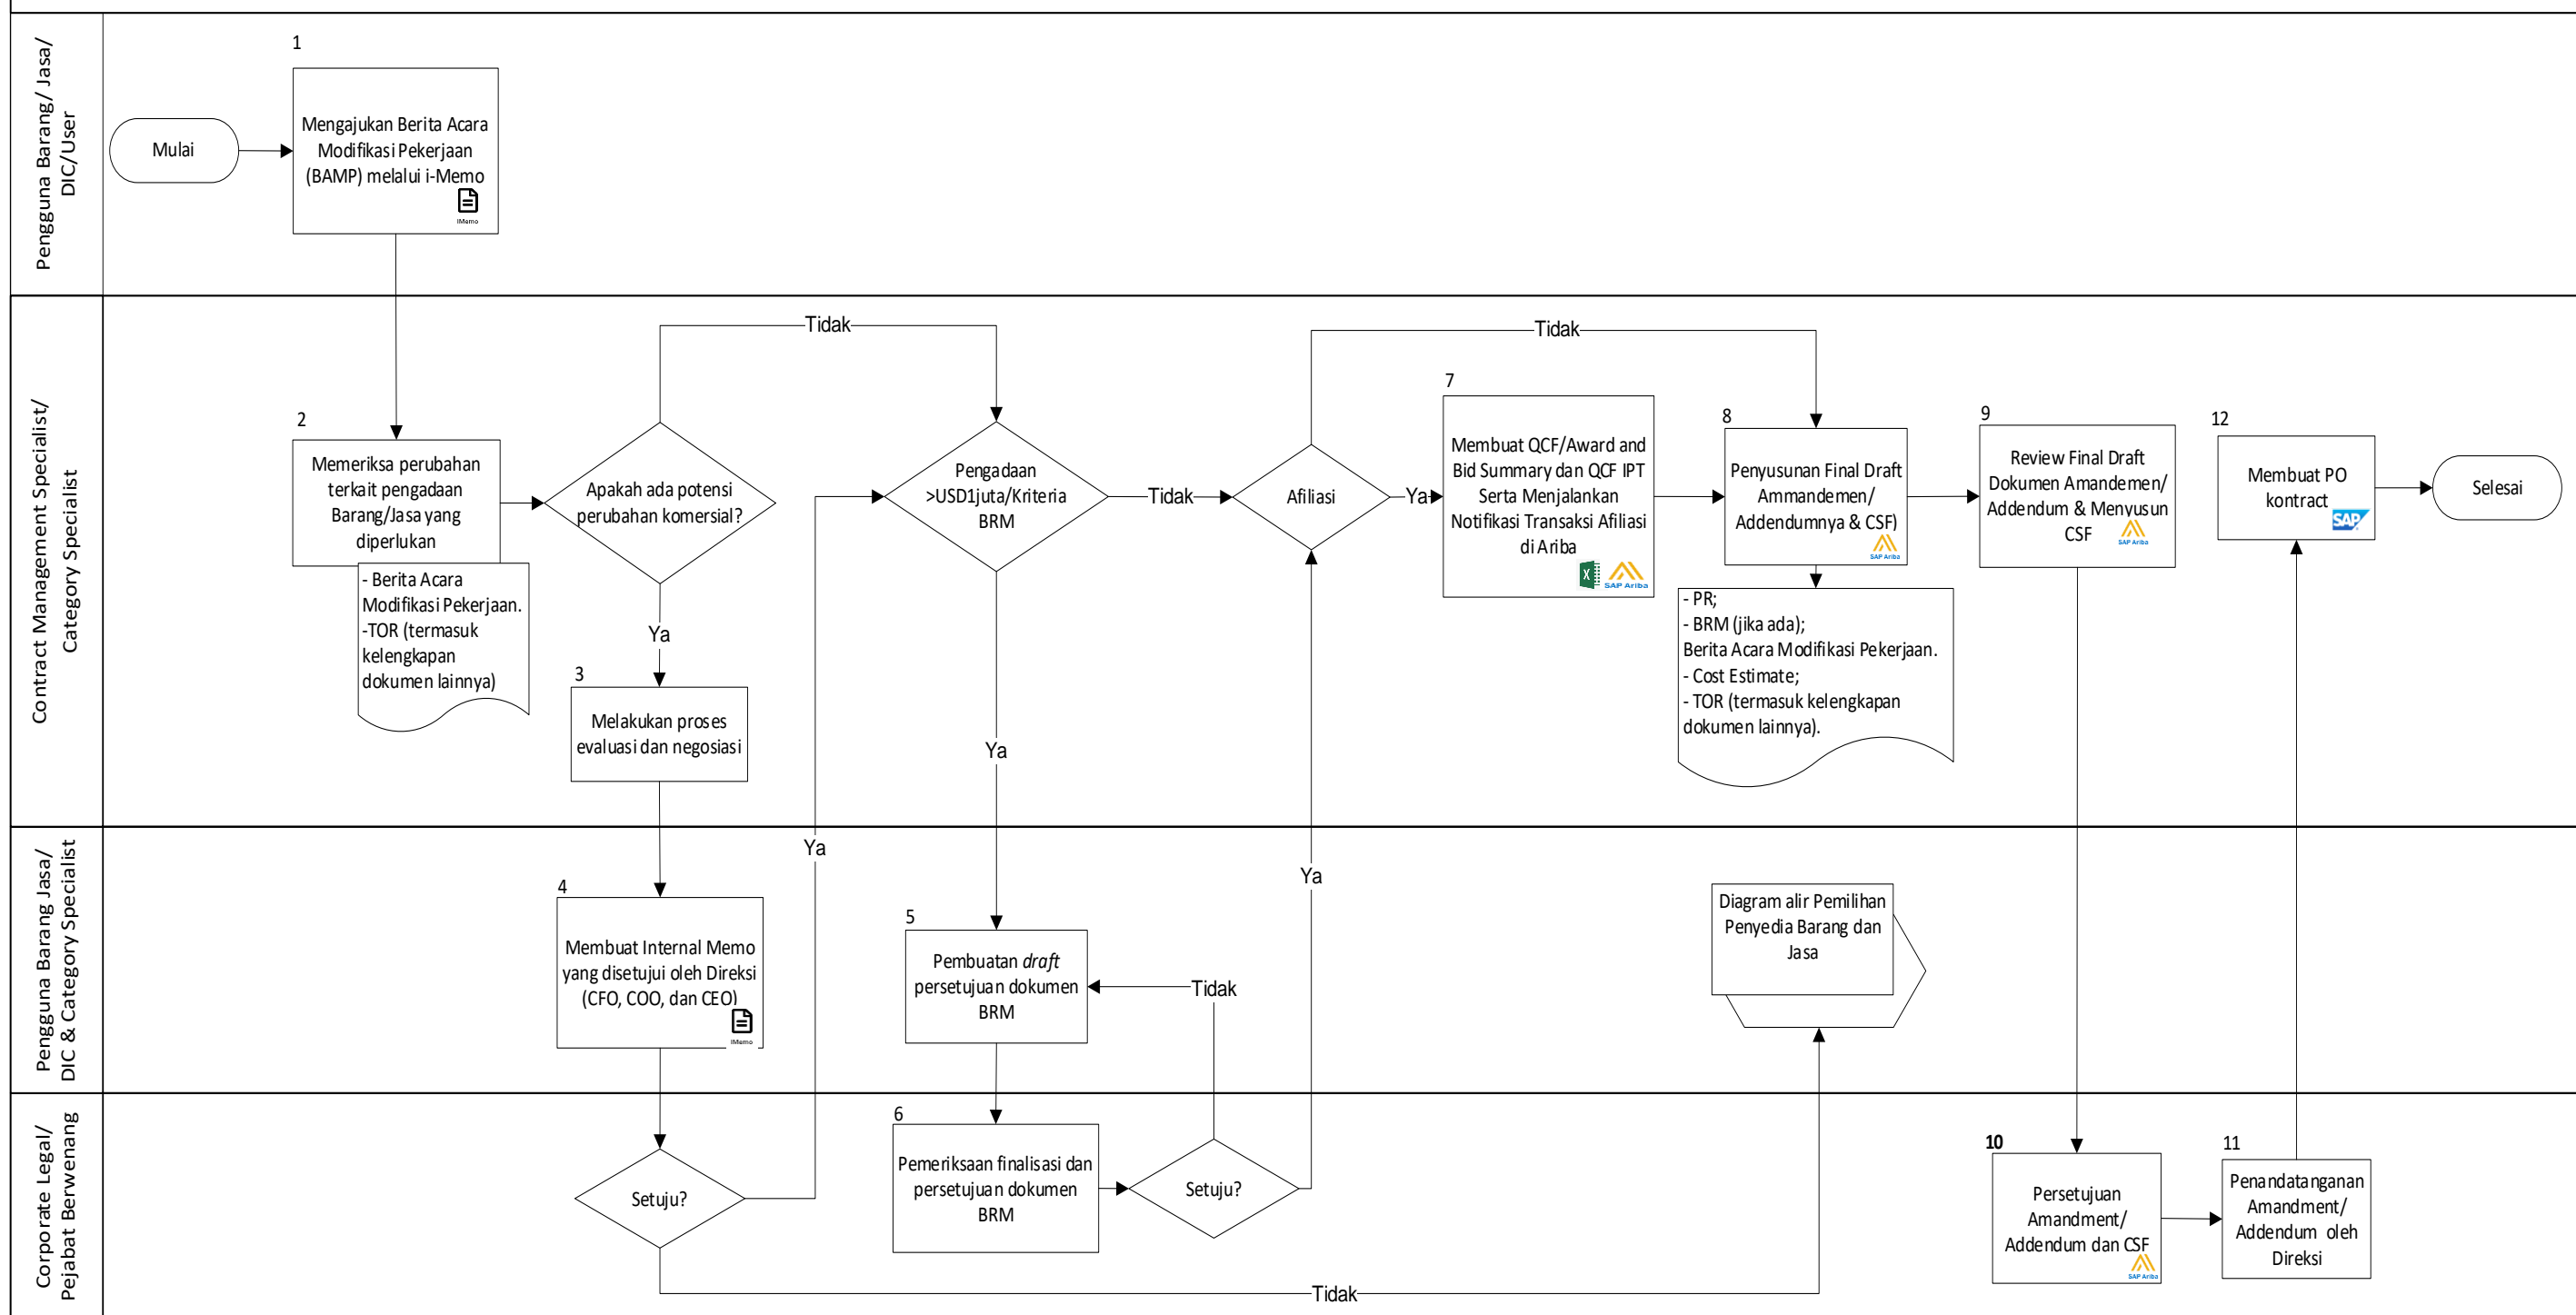 Pengguna Barang/ Jasa/
DIC/User
Mulai
1
Mengajukan Berita Acara
Modifikasi Pekerjaan
(BAMP) melalui i-Memo
IMemo
Contract Management Specialist/
Category Specialist
2
Memeriksa perubahan
terkait pengadaan
Barang/Jasa yang
diperlukan
- Berita Acara
Modifikasi Pekerjaan.
-TOR (termasuk
kelengkapan
dokumen lainnya)
Apakah ada potensi
perubahan komersial?
Tidak
Ya
3
Melakukan proses
evaluasi dan negosiasi
Pengadaan
>USD1juta/Kriteria
BRM
Tidak
Ya
Afiliasi
Tidak
Ya
7
Membuat QCF/Award and
Bid Summary dan QCF IPT
Serta Menjalankan
Notifikasi Transaksi Afiliasi
di Ariba
X
SAP Ariba
8
Penyusunan Final Draft
Ammandemen/
Addendumnya & CSF)
SAP Ariba
- PR;
- BRM (jika ada);
Berita Acara Modifikasi Pekerjaan.
- Cost Estimate;
- TOR (termasuk kelengkapan
dokumen lainnya).
9
Review Final Draft
Dokumen Amandemen/
Addendum & Menyusun
CSF
SAP Ariba
12
Membuat PO
kontract
SAP
Selesai
Pengguna Barang Jasa/
DIC & Category Specialist
4
Membuat Internal Memo
yang disetujui oleh Direksi
(CFO, COO, dan CEO)
IMemo
Ya
5
Pembuatan draft
persetujuan dokumen
BRM
Tidak
Ya
Diagram alir Pemilihan
Penyedia Barang dan
Jasa
Corporate Legal/
Pejabat Berwenang
Setuju?
6
Pemeriksaan finalisasi dan
persetujuan dokumen
BRM
Setuju?
Tidak
10
Persetujuan
Amandment/
Addendum dan CSF
SAP Ariba
11
Penandatanganan
Amandment/
Addendum oleh
Direksi